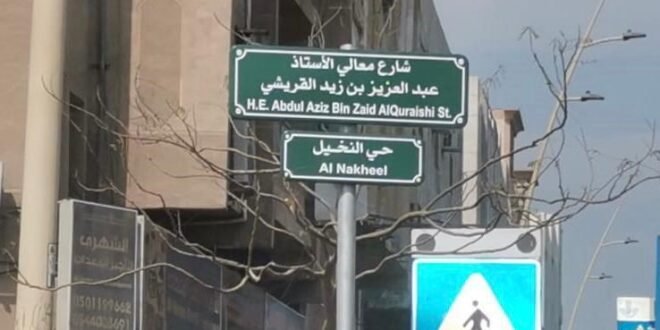 شارع معالي الأستاذ
عبد العزيز بن زيد القريشي
H.E. Abdul Aziz Bin Zaid AlQuraishi St.
حي النخيل
Al Nakheel
الشهري